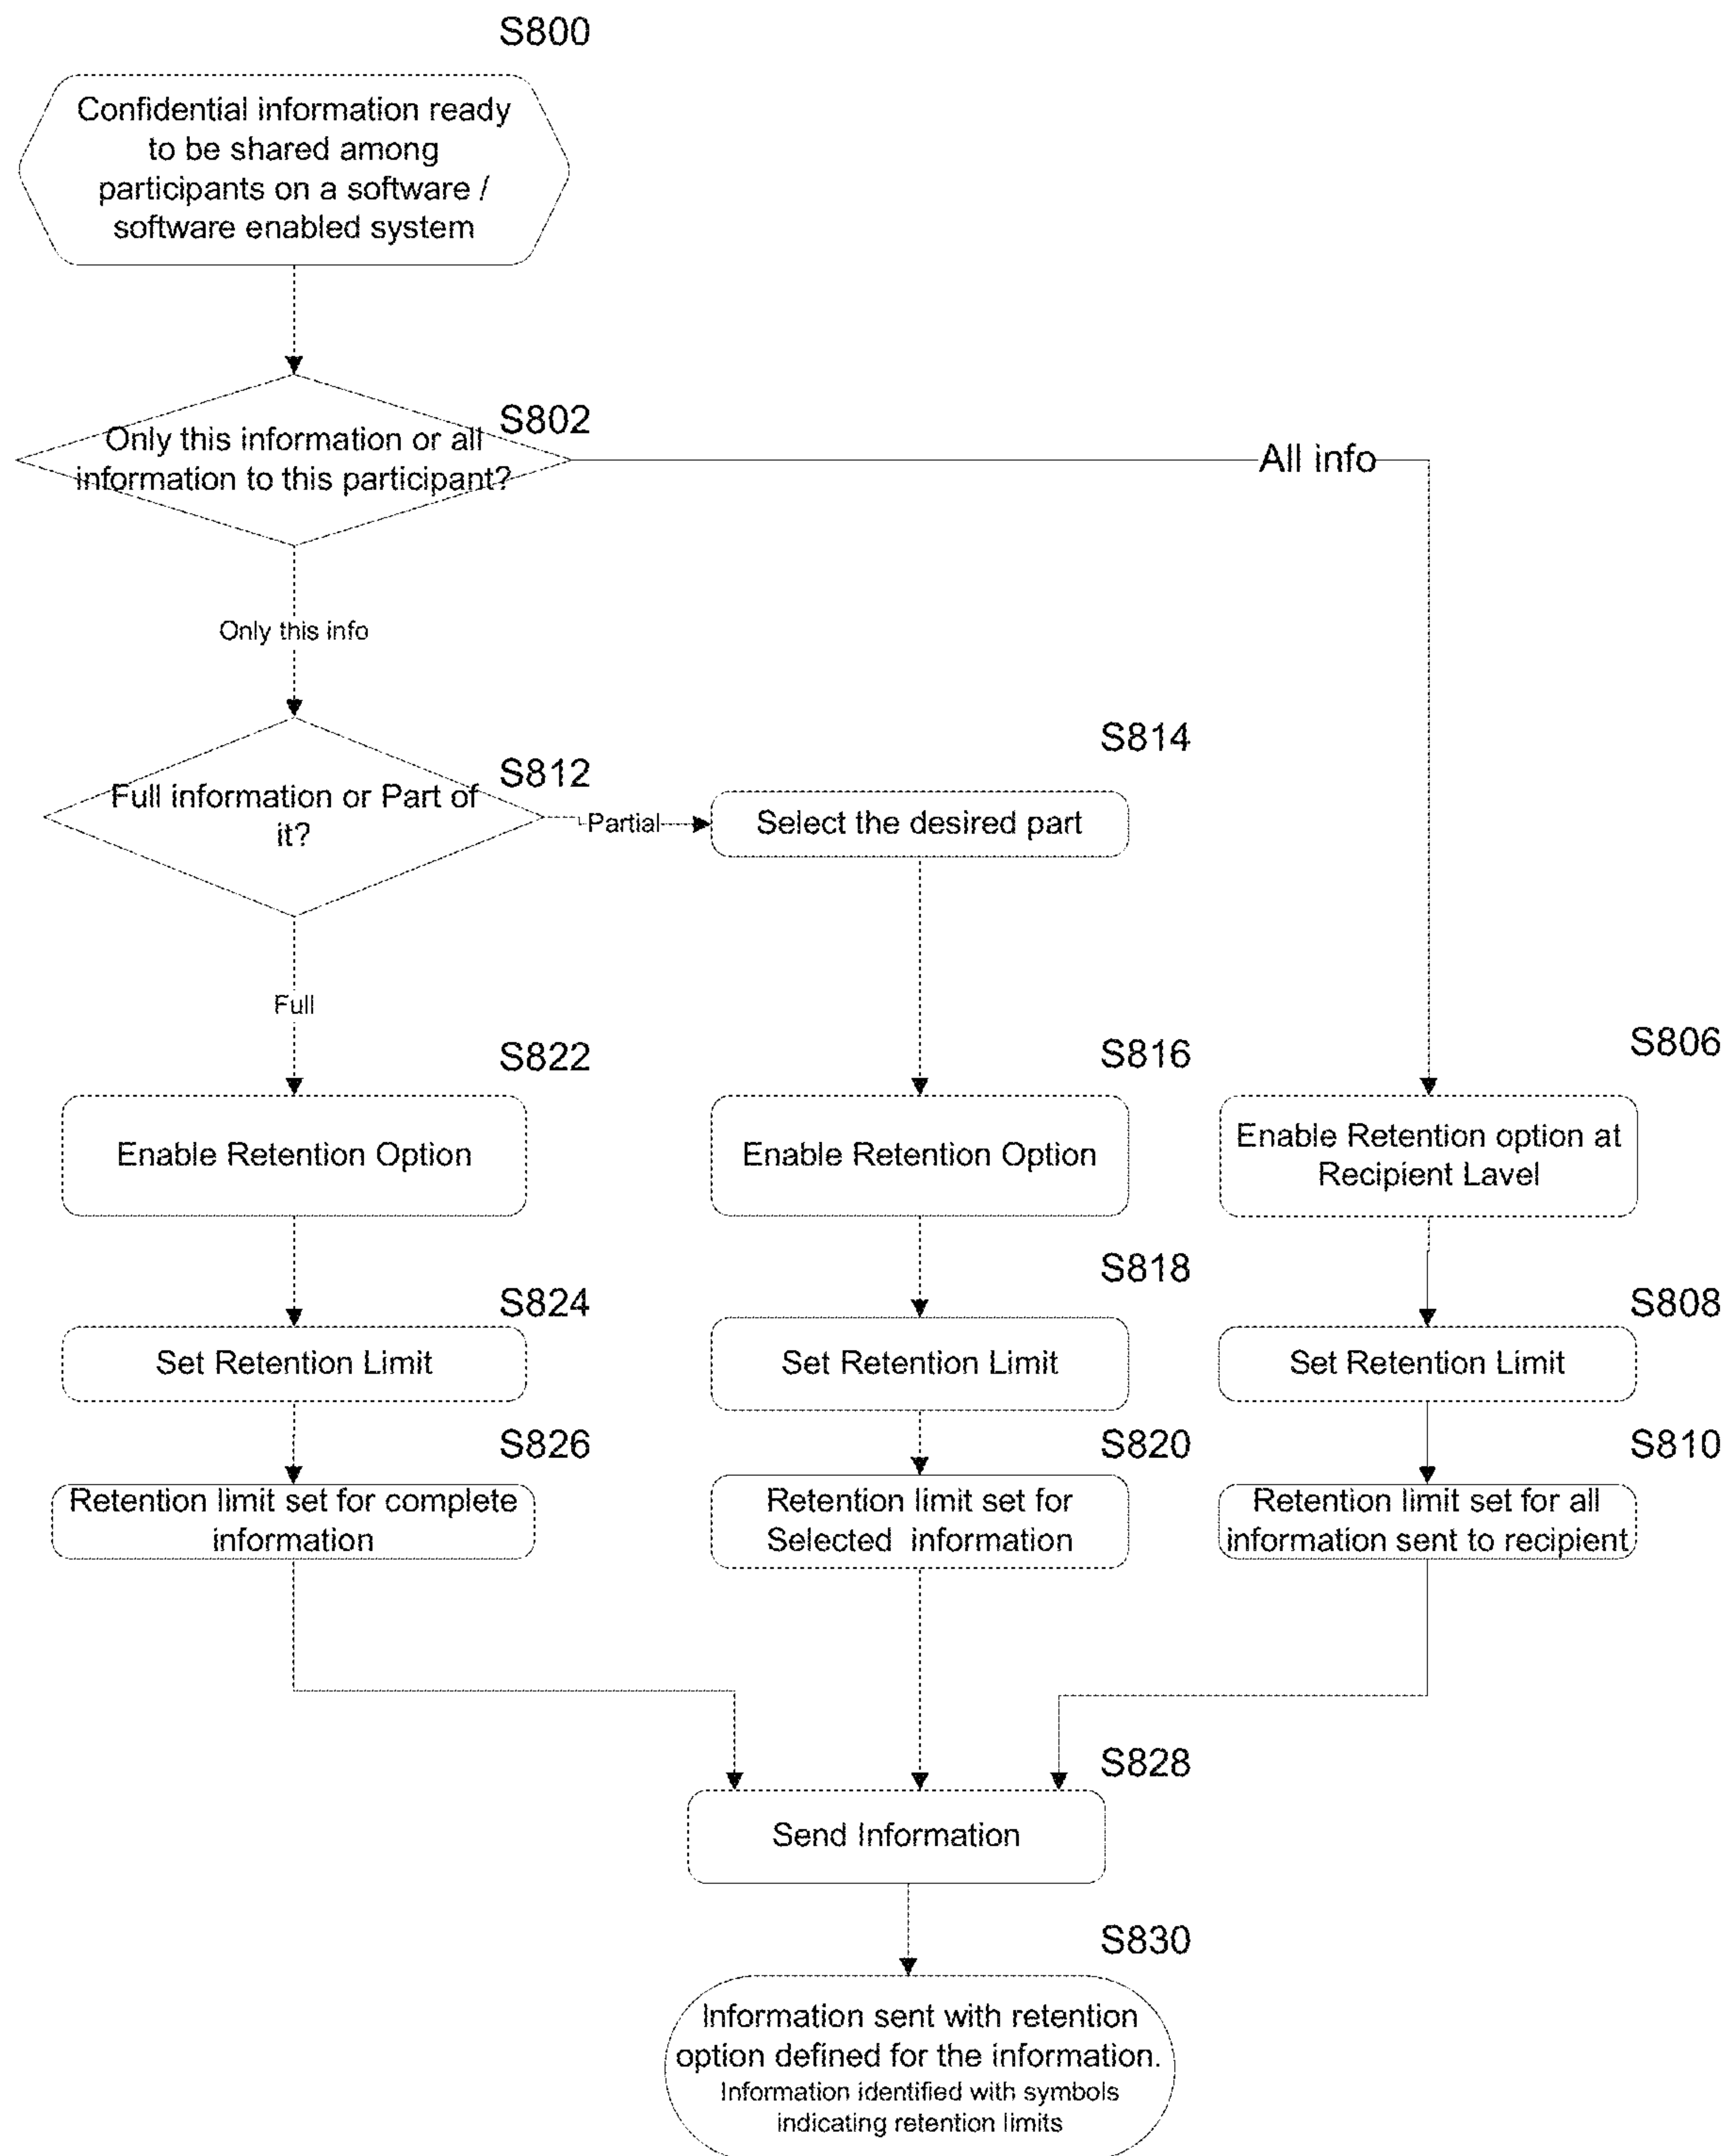 S800
Confidential information ready
to be shared among
participants on a software /
software enabled system
S802
Only this information or all
information to this participant?
All info
Only this info
S812
Full information or Part of
it?
Partial
S814
Select the desired part
Full
S822
Enable Retention Option
S816
Enable Retention Option
S806
Enable Retention option at
Recipient Lavel
S824
Set Retention Limit
S818
Set Retention Limit
S808
Set Retention Limit
S826
Retention limit set for complete
information
S820
Retention limit set for
Selected information
S810
Retention limit set for all
information sent to recipient
S828
Send Information
S830
Information sent with retention
option defined for the information.
Information identified with symbols
indicating retention limits